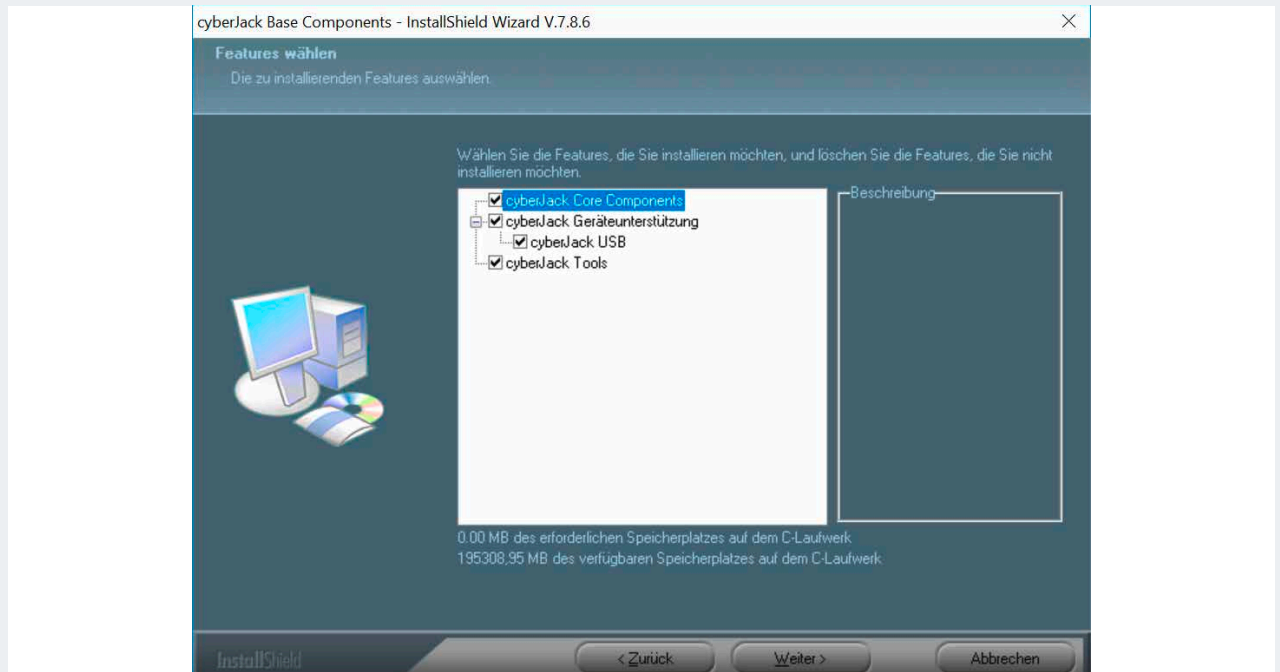 cyberJack Base Components - InstallShield Wizard V.7.8.6
Features wählen
Die zu installierenden Features auswählen.
Wählen Sie die Features, die Sie installieren möchten, und löschen Sie die Features, die Sie nicht
installieren möchten.
cyberJack Core Components
cyberJack Geräteunterstützung
cyberJack USB
cyberJack Tools
Beschreibung
0.00 MB des erforderlichen Speicherplatzes auf dem C-Laufwerk
195308,95 MB des verfügbaren Speicherplatzes auf dem C-Laufwerk
InstallShield
< Zurück
Weiter >
Abbrechen